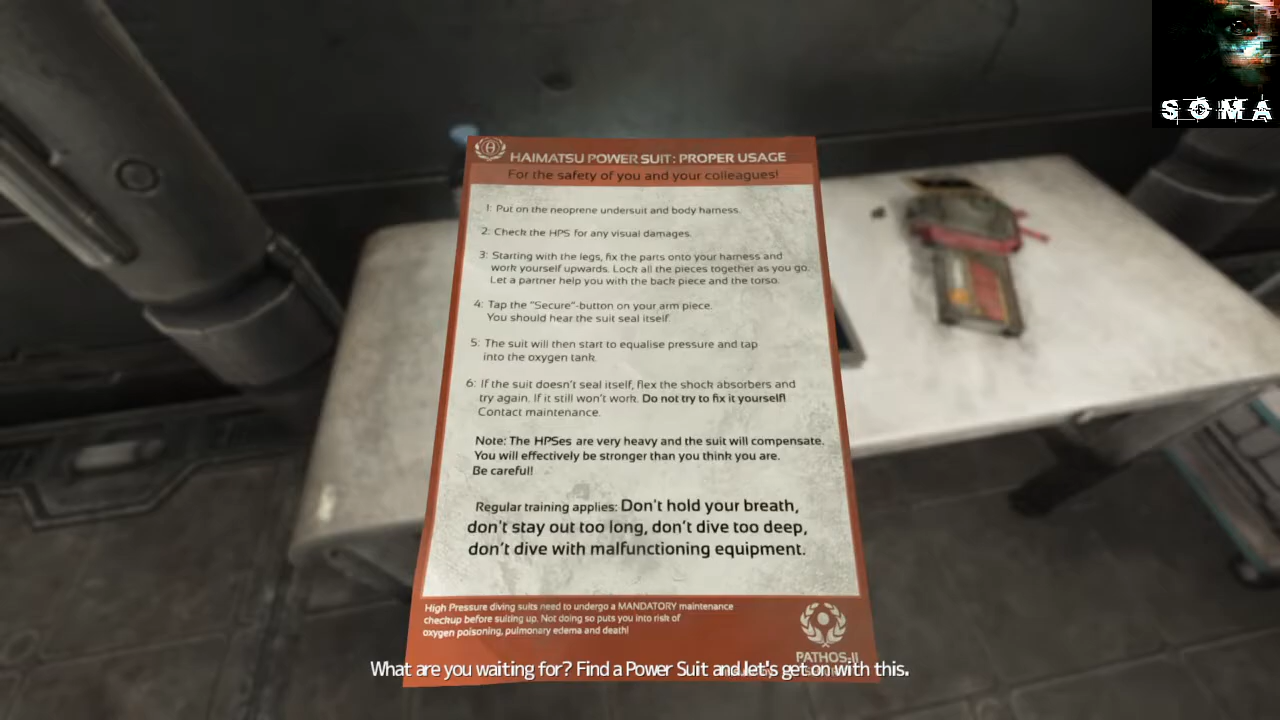 SOMA
HAIMATSU POWER SUIT: PROPER USAGE
For the safety of you and your colleagues!
1: Put on the neoprene undersuit and body harness.
2: Check the HPS for any visual damages.
3: Starting with the legs, fix the parts onto your harness and
work yourself upwards. Lock all the pieces together as you go.
Let a partner help you with the back piece and the torso.
4: Tap the "Secure"-button on your arm piece.
You should hear the suit seal itself.
5: The suit will then start to equalise pressure and tap
into the oxygen tank.
6: If the suit doesn't seal itself, flex the shock absorbers and
try again. If it still won't work. Do not try to fix it yourself!
Contact maintenance.
Note: The HPSes are very heavy and the suit will compensate.
You will effectively be stronger than you think you are.
Be careful!
Regular training applies: Don't hold your breath,
don't stay out too long, don't dive too deep,
don't dive with malfunctioning equipment.
High Pressure diving suits need to undergo a MANDATORY maintenance
checkup before suiting up. Not doing so puts you into risk of
oxygen poisoning, pulmonary edema and death!
PATHOS-II
What are you waiting for? Find a Power Suit and let's get on with this.